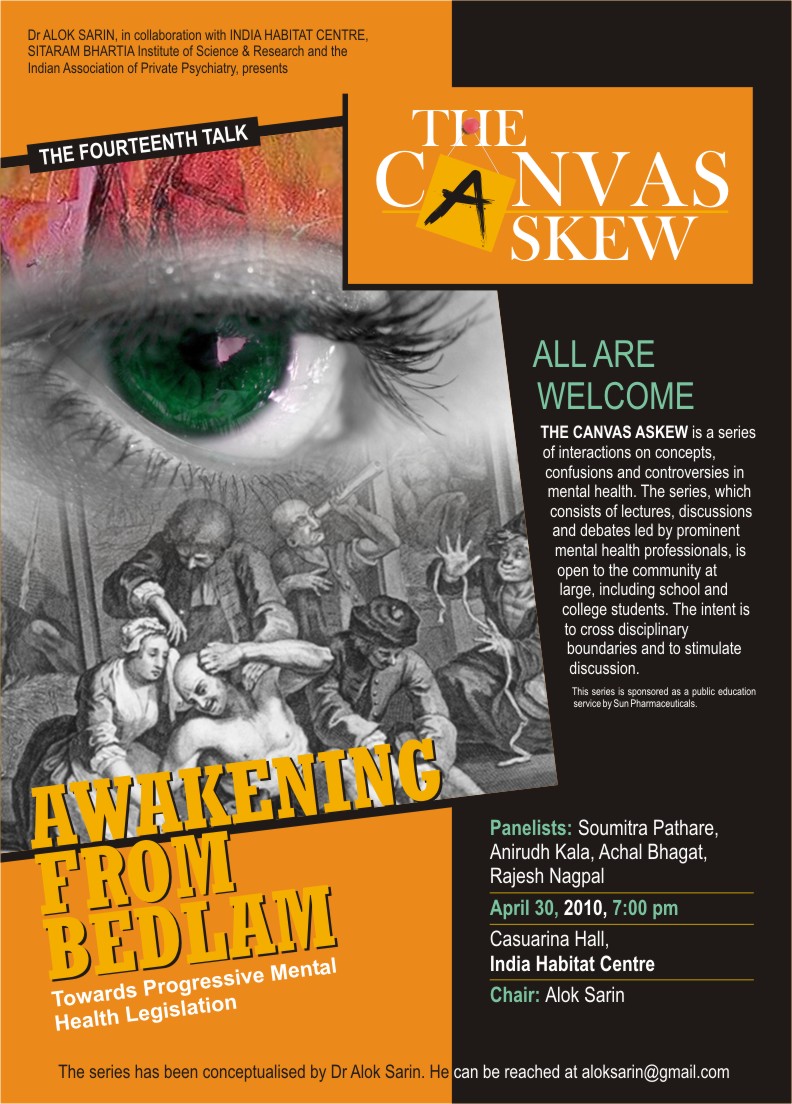 Dr ALOK SARIN, in collaboration with INDIA HABITAT CENTRE,
SITARAM BHARTIA Institute of Science & Research and the
Indian Association of Private Psychiatry, presents
THE FOURTEENTH TALK
THE
CANVAS
ASKEW
ALL ARE
WELCOME
THE CANVAS ASKEW is a series
of interactions on concepts,
confusions and controversies in
mental health. The series, which
consists of lectures, discussions
and debates led by prominent
mental health professionals, is
open to the community at
large, including school and
college students. The intent is
to cross disciplinary
boundaries and to stimulate
discussion.
This series is sponsored as a public education
service by Sun Pharmaceuticals.
AWAKENING
FROM
BEDLAM
Towards Progressive Mental
Health Legislation
Panelists: Soumitra Pathare,
Anirudh Kala, Achal Bhagat,
Rajesh Nagpal
April 30, 2010, 7:00 pm
Casuarina Hall,
India Habitat Centre
Chair: Alok Sarin
The series has been conceptualised by Dr Alok Sarin. He can be reached at aloksarin@gmail.com